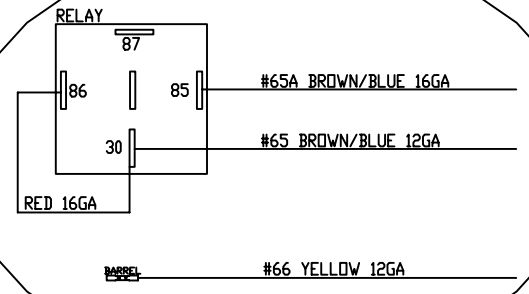 RELAY
87
86
85
#65A BROWN/BLUE 16GA
30
#65 BROWN/BLUE 12GA
RED 16GA
BARREL
#66 YELLOW 12GA